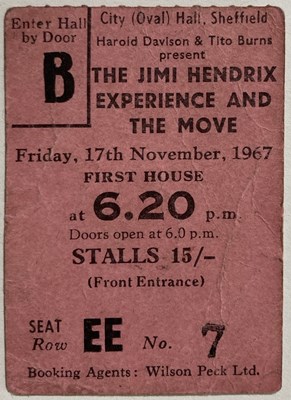 Enter Hall
by Door
B
City (Oval) Hall, Sheffield
Harold Davison & Tito Burns
present
THE JIMI HENDRIX
EXPERIENCE AND
THE MOVE
Friday, 17th November, 1967
FIRST HOUSE
at 6.20 p.m.
Doors open at 6.0 p.m.
STALLS 15/-
(Front Entrance)
SEAT
Row EE No. 7
Booking Agents: Wilson Peck Ltd.